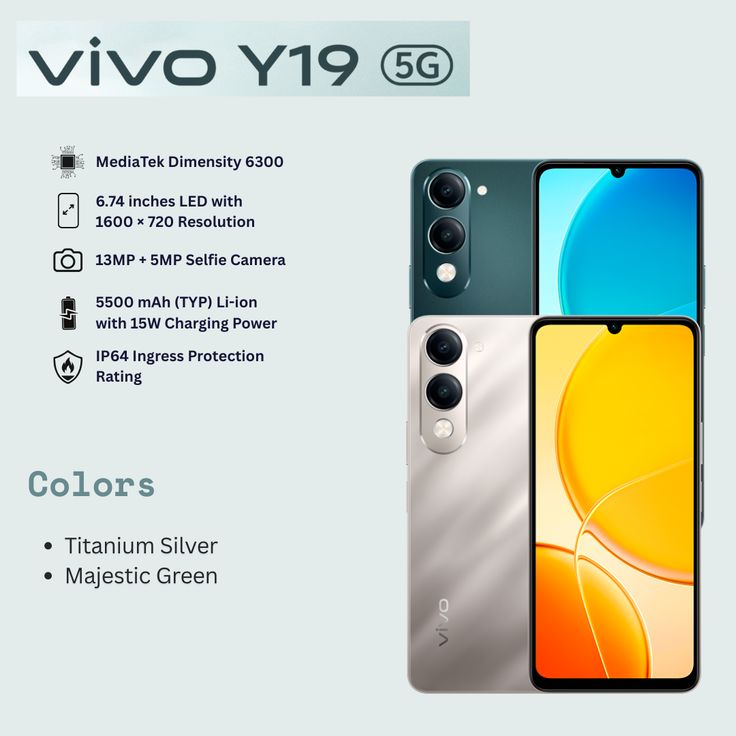 vivo Y19 5G
MediaTek Dimensity 6300
6.74 inches LED with
1600 × 720 Resolution
13MP + 5MP Selfie Camera
5500 mAh (TYP) Li-ion
with 15W Charging Power
IP64 Ingress Protection
Rating
Colors
• Titanium Silver
• Majestic Green
vivo